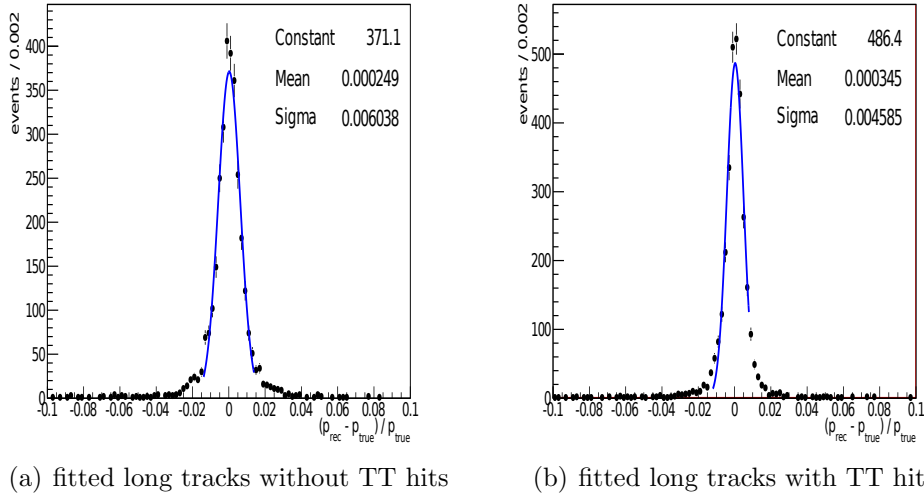 events / 0.002
400
350
300
250
200
150
100
50
0
Constant 371.1
Mean 0.000249
Sigma 0.006038
-0.1 -0.08 -0.06 -0.04 -0.02 0 0.02 0.04 0.06 0.08 0.1
(p_rec - p_true) / p_true
(a) fitted long tracks without TT hits
events / 0.002
500
400
300
200
100
0
Constant 486.4
Mean 0.000345
Sigma 0.004585
-0.1 -0.08 -0.06 -0.04 -0.02 0 0.02 0.04 0.06 0.08 0.1
(p_rec - p_true) / p_true
(b) fitted long tracks with TT hit